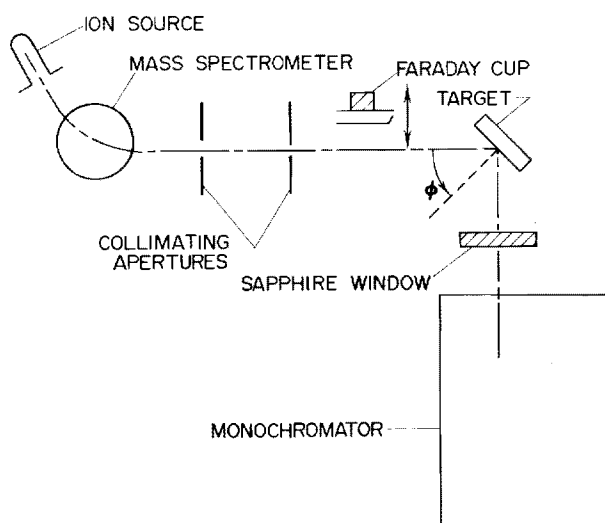 ION SOURCE
MASS SPECTROMETER
FARADAY CUP
TARGET
ϕ
COLLIMATING
APERTURES
SAPPHIRE WINDOW
MONOCHROMATOR